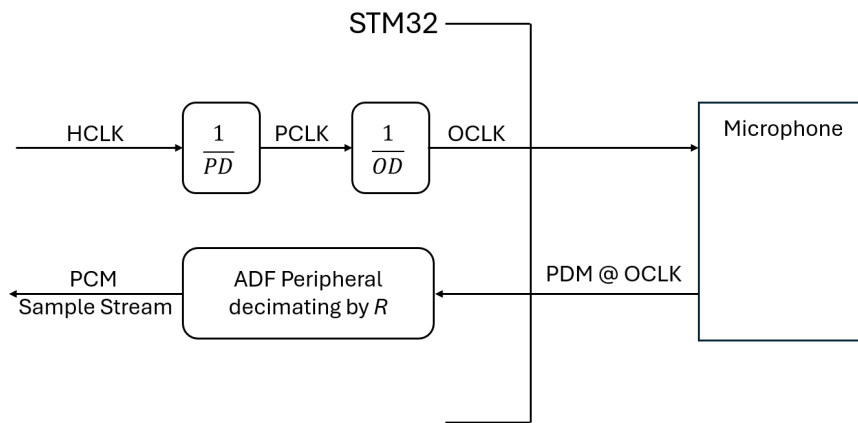 STM32
HCLK
1
PD
PCLK
1
OD
OCLK
Microphone
PCM
Sample Stream
ADF Peripheral
decimating by R
PDM @ OCLK